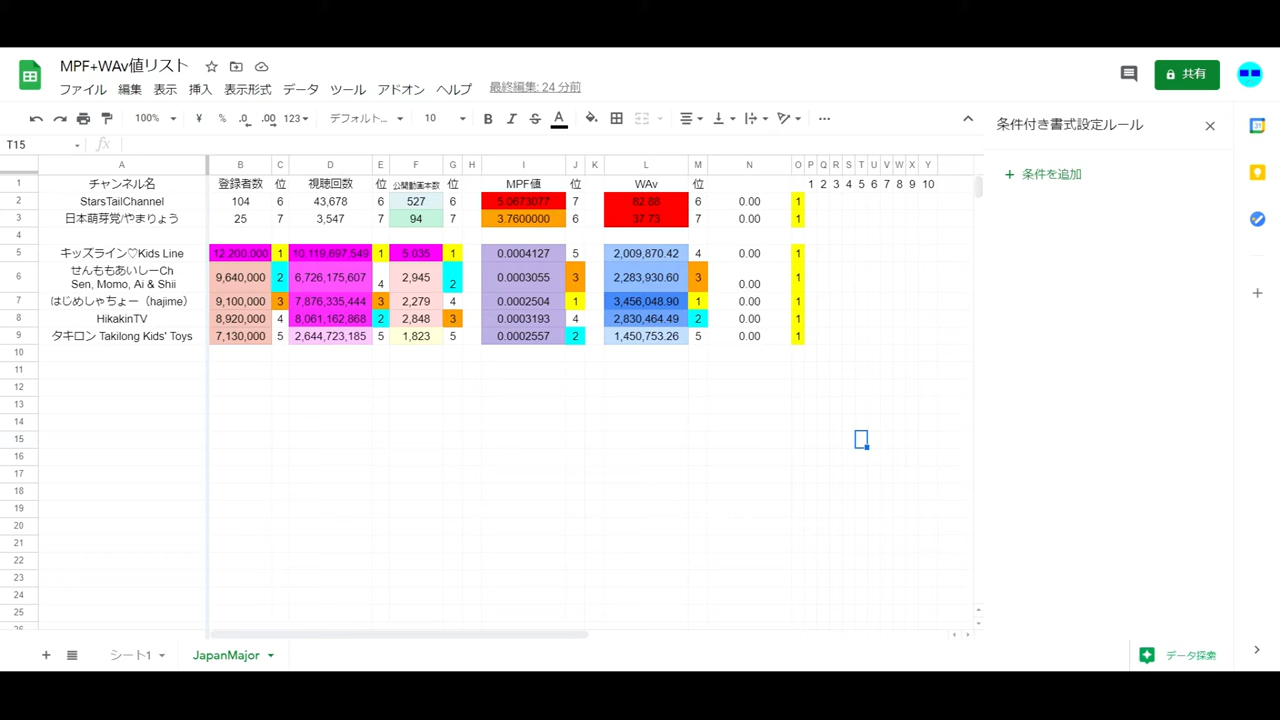 MPF+WAv値リスト
ファイル 編集 表示 挿入 表示形式 データ ツール アドオン ヘルプ 最終編集: 24 分前
共有
100% ¥ % .0 .00 123 デフォルト... 10 B I S A
条件付き書式設定ルール
T15 fx
+ 条件を追加
A B C D E F G H I J K L M N O P Q R S T U V W X Y
1 チャンネル名 登録者数 位 視聴回数 位 公開動画本数 位 MPF値 位 WAv 位 1 2 3 4 5 6 7 8 9 10
2 StarsTailChannel 104 6 43,678 6 527 6 5.0673077 7 82.88 6 0.00 1
3 日本萌芽党/やまりょう 25 7 3,547 7 94 7 3.7600000 6 37.73 7 0.00 1
4
5 キッズライン♡Kids Line 12,200,000 1 10,119,697,549 1 5,035 1 0.0004127 5 2,009,870.42 4 0.00 1
せんももあいしーCh
6 Sen, Momo, Ai & Shii 9,640,000 2 6,726,175,607 4 2,945 2 0.0003055 3 2,283,930.60 3 0.00 1
7 はじめしゃちょー（hajime） 9,100,000 3 7,876,335,444 3 2,279 4 0.0002504 1 3,456,048.90 1 0.00 1
8 HikakinTV 8,920,000 4 8,061,162,868 2 2,848 3 0.0003193 4 2,830,464.49 2 0.00 1
9 タキロン Takilong Kids' Toys 7,130,000 5 2,644,723,185 5 1,823 5 0.0002557 2 1,450,753.26 5 0.00 1
10
11
12
13
14
15
16
17
18
19
20
21
22
23
24
25
シート1 JapanMajor
データ探索